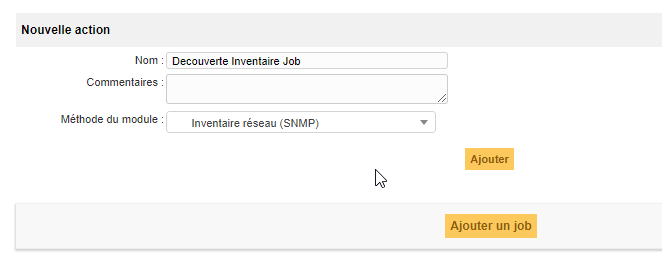 Nouvelle action
Nom : Decouverte Inventaire Job
Commentaires :
Méthode du module : Inventaire réseau (SNMP)
Ajouter
Ajouter un job